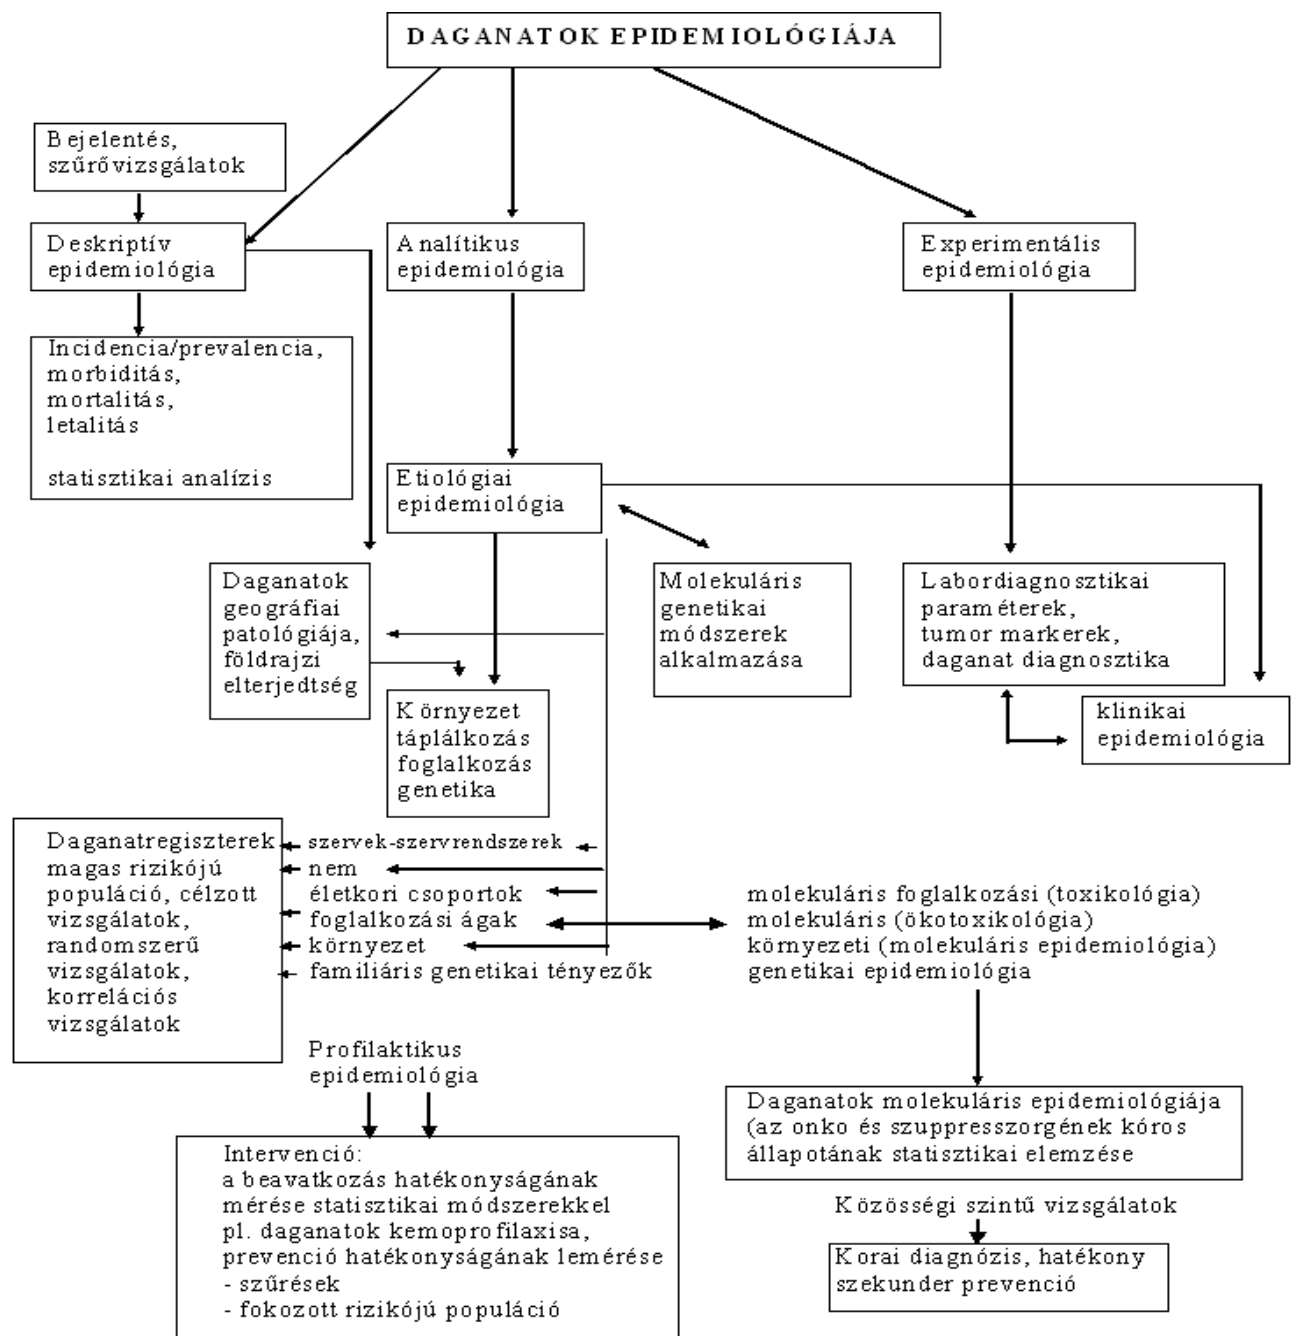 DAGANATOK EPIDEMIOLÓGIÁJA
Bejelentés,
szűrővizsgálatok
Deskriptív
epidemiológia
Analítikus
epidemiológia
Experimentális
epidemiológia
Incidencia/prevalencia,
morbiditás,
mortalitás,
letalitás
statisztikai analízis
Etiológiai
epidemiológia
Daganatok
geográfiai
patológiája,
földrajzi
elterjedtség
Molekuláris
genetikai
módszerek
alkalmazása
Labordiagnosztikai
paraméterek,
tumor markerek,
daganat diagnosztika
Környezet
táplálkozás
foglalkozás
genetika
klinikai
epidemiológia
Daganatregiszterek
magas rizikójú
populáció, célzott
vizsgálatok,
randomszerű
vizsgálatok,
korrelációs
vizsgálatok
szervek-szervrendszerek
nem
életkori csoportok
foglalkozási ágak
környezet
familiáris genetikai tényezők
molekuláris foglalkozási (toxikológia)
molekuláris (ökotoxikológia)
környezeti (molekuláris epidemiológia)
genetikai epidemiológia
Profilaktikus
epidemiológia
Daganatok molekuláris epidemiológiája
(az onko és szuppresszorgének kóros
állapotának statisztikai elemzése
Intervenció:
a beavatkozás hatékonyságának
mérése statisztikai módszerekkel
pl. daganatok kemoprofilaxisa,
prevenció hatékonyságának lemérése
- szűrések
- fokozott rizikójú populáció
Közösségi szintű vizsgálatok
Korai diagnózis, hatékony
szekunder prevenció